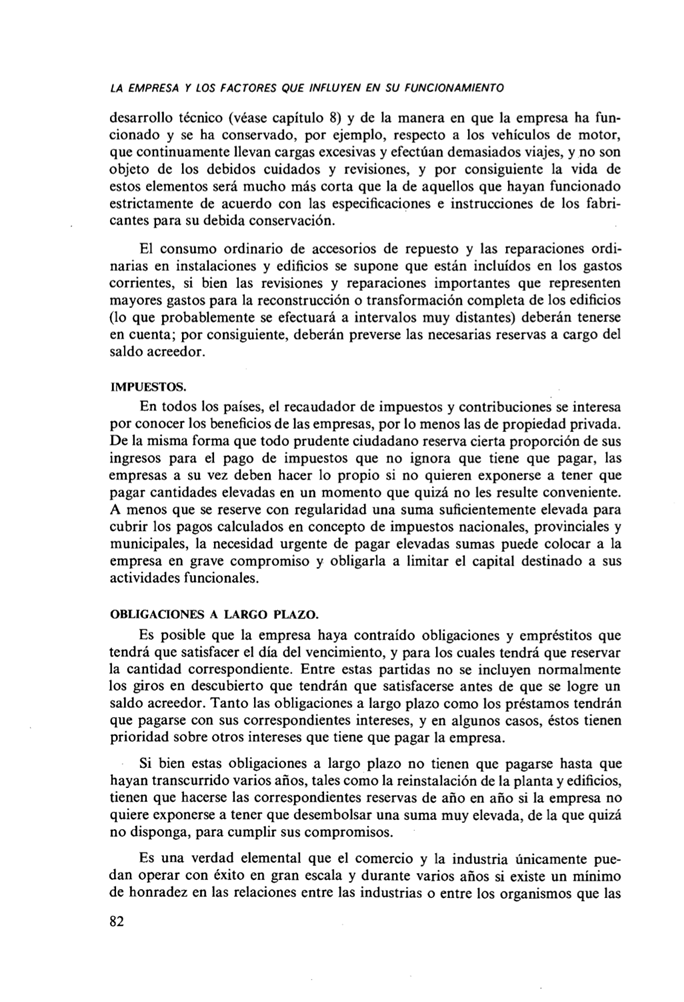 LA EMPRESA Y LOS FACTORES QUE INFLUYEN EN SU FUNCIONAMIENTO
desarrollo técnico (véase capítulo 8) y de la manera en que la empresa ha fun-
cionado y se ha conservado, por ejemplo, respecto a los vehículos de motor,
que continuamente llevan cargas excesivas y efectúan demasiados viajes, y no son
objeto de los debidos cuidados y revisiones, y por consiguiente la vida de
estos elementos será mucho más corta que la de aquellos que hayan funcionado
estrictamente de acuerdo con las especificaciones e instrucciones de los fabri-
cantes para su debida conservación.
El consumo ordinario de accesorios de repuesto y las reparaciones ordi-
narias en instalaciones y edificios se supone que están incluídos en los gastos
corrientes, si bien las revisiones y reparaciones importantes que representen
mayores gastos para la reconstrucción o transformación completa de los edificios
(lo que probablemente se efectuará a intervalos muy distantes) deberán tenerse
en cuenta; por consiguiente, deberán preverse las necesarias reservas a cargo del
saldo acreedor.
IMPUESTOS.
En todos los países, el recaudador de impuestos y contribuciones se interesa
por conocer los beneficios de las empresas, por lo menos las de propiedad privada.
De la misma forma que todo prudente ciudadano reserva cierta proporción de sus
ingresos para el pago de impuestos que no ignora que tiene que pagar, las
empresas a su vez deben hacer lo propio si no quieren exponerse a tener que
pagar cantidades elevadas en un momento que quizá no les resulte conveniente.
A menos que se reserve con regularidad una suma suficientemente elevada para
cubrir los pagos calculados en concepto de impuestos nacionales, provinciales y
municipales, la necesidad urgente de pagar elevadas sumas puede colocar a la
empresa en grave compromiso y obligarla a limitar el capital destinado a sus
actividades funcionales.
OBLIGACIONES A LARGO PLAZO.
Es posible que la empresa haya contraído obligaciones y empréstitos que
tendrá que satisfacer el día del vencimiento, y para los cuales tendrá que reservar
la cantidad correspondiente. Entre estas partidas no se incluyen normalmente
los giros en descubierto que tendrán que satisfacerse antes de que se logre un
saldo acreedor. Tanto las obligaciones a largo plazo como los préstamos tendrán
que pagarse con sus correspondientes intereses, y en algunos casos, éstos tienen
prioridad sobre otros intereses que tiene que pagar la empresa.
Si bien estas obligaciones a largo plazo no tienen que pagarse hasta que
hayan transcurrido varios años, tales como la reinstalación de la planta y edificios,
tienen que hacerse las correspondientes reservas de año en año si la empresa no
quiere exponerse a tener que desembolsar una suma muy elevada, de la que quizá
no disponga, para cumplir sus compromisos.
Es una verdad elemental que el comercio y la industria únicamente pue-
dan operar con éxito en gran escala y durante varios años si existe un mínimo
de honradez en las relaciones entre las industrias o entre los organismos que las
82